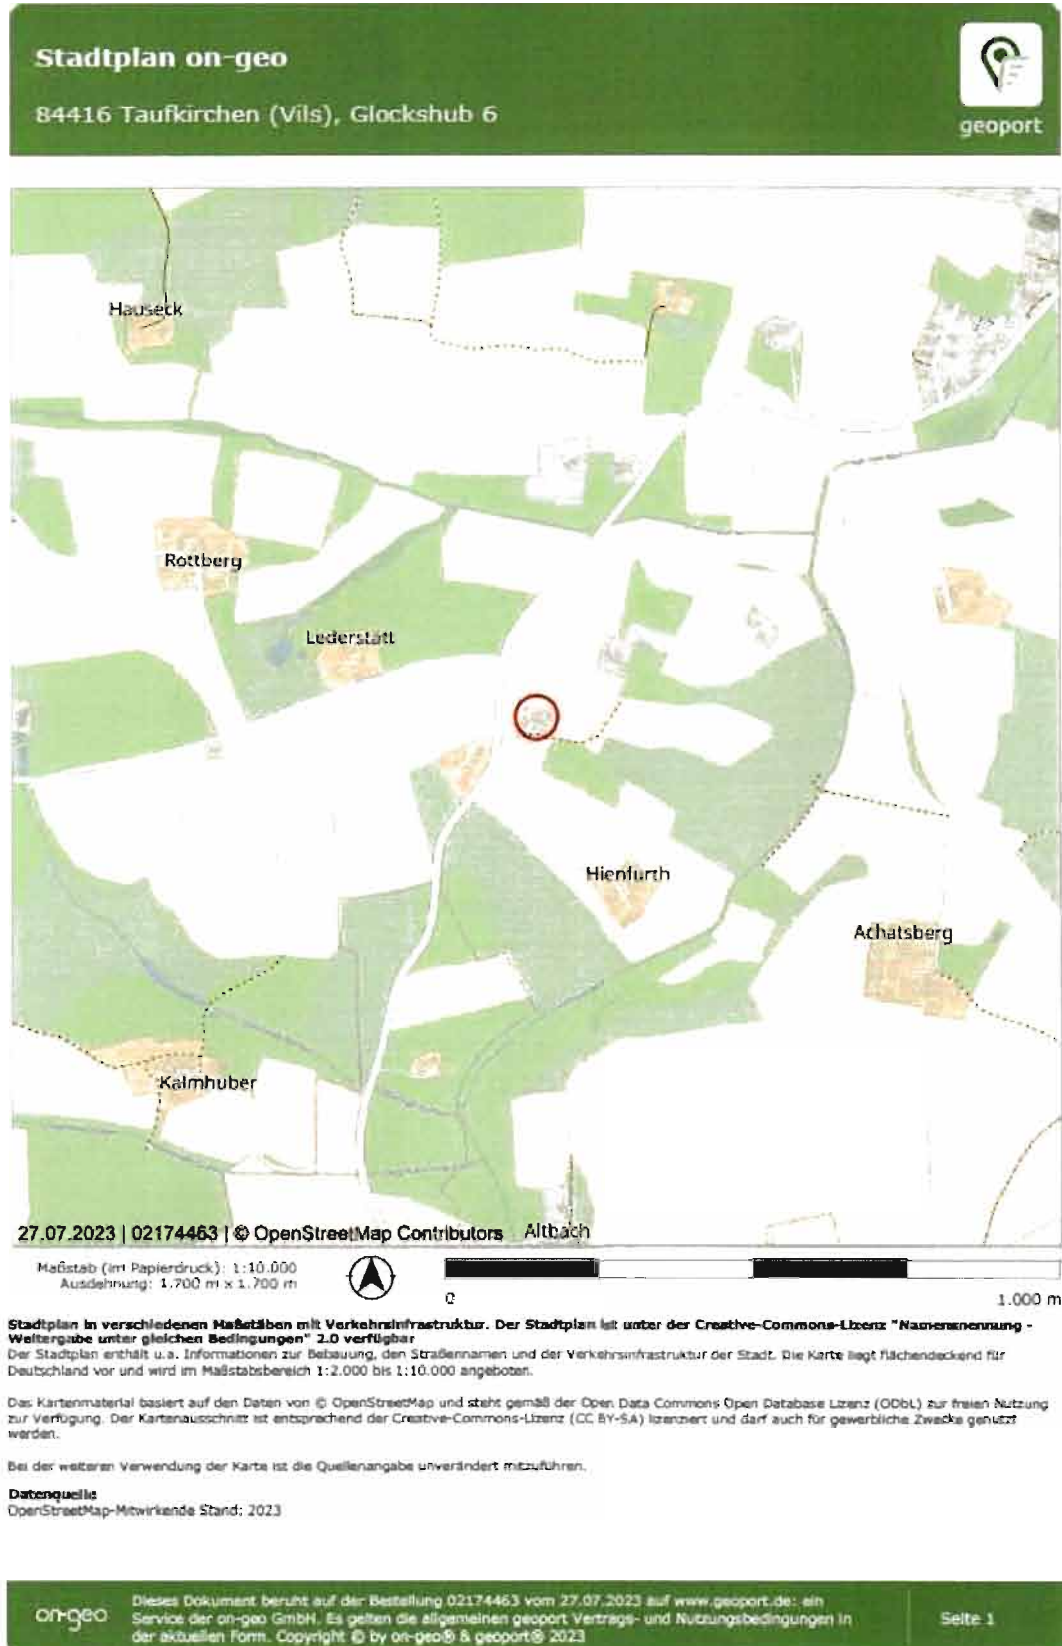 Stadtplan on-geo
84416 Taufkirchen (Vils), Glockshub 6
geoport
Hauseck
Rottberg
Lederstatt
Hienfurth
Achatsberg
Kalmhuber
Altbach
27.07.2023 | 02174463 | © OpenStreetMap Contributors
Maßstab (im Papierdruck): 1:10.000
Ausdehnung: 1.700 m x 1.700 m
0
1.000 m
Stadtplan in verschiedenen Maßstäben mit Verkehrsinfrastruktur. Der Stadtplan ist unter der Creative-Commons-Lizenz "Namensnennung -
Weitergabe unter gleichen Bedingungen" 2.0 verfügbar
Der Stadtplan enthält u.a. Informationen zur Bebauung, den Straßennamen und der Verkehrsinfrastruktur der Stadt. Die Karte liegt flächendeckend für
Deutschland vor und wird im Maßstabsbereich 1:2.000 bis 1:10.000 angeboten.
Das Kartenmaterial basiert auf den Daten von © OpenStreetMap und steht gemäß der Open Data Commons Open Database Lizenz (ODbL) zur freien Nutzung
zur Verfügung. Der Kartenausschnitt ist entsprechend der Creative-Commons-Lizenz (CC BY-SA) lizenziert und darf auch für gewerbliche Zwecke genutzt
werden.
Bei der weiteren Verwendung der Karte ist die Quellenangabe unverändert mitzuführen.
Datenquelle
OpenStreetMap-Mitwirkende Stand: 2023
on-geo
Dieses Dokument beruht auf der Bestellung 02174463 vom 27.07.2023 auf www.geoport.de: ein
Service der on-geo GmbH. Es gelten die allgemeinen geoport Vertrags- und Nutzungsbedingungen in
der aktuellen Form. Copyright © by on-geo® & geoport® 2023
Seite 1